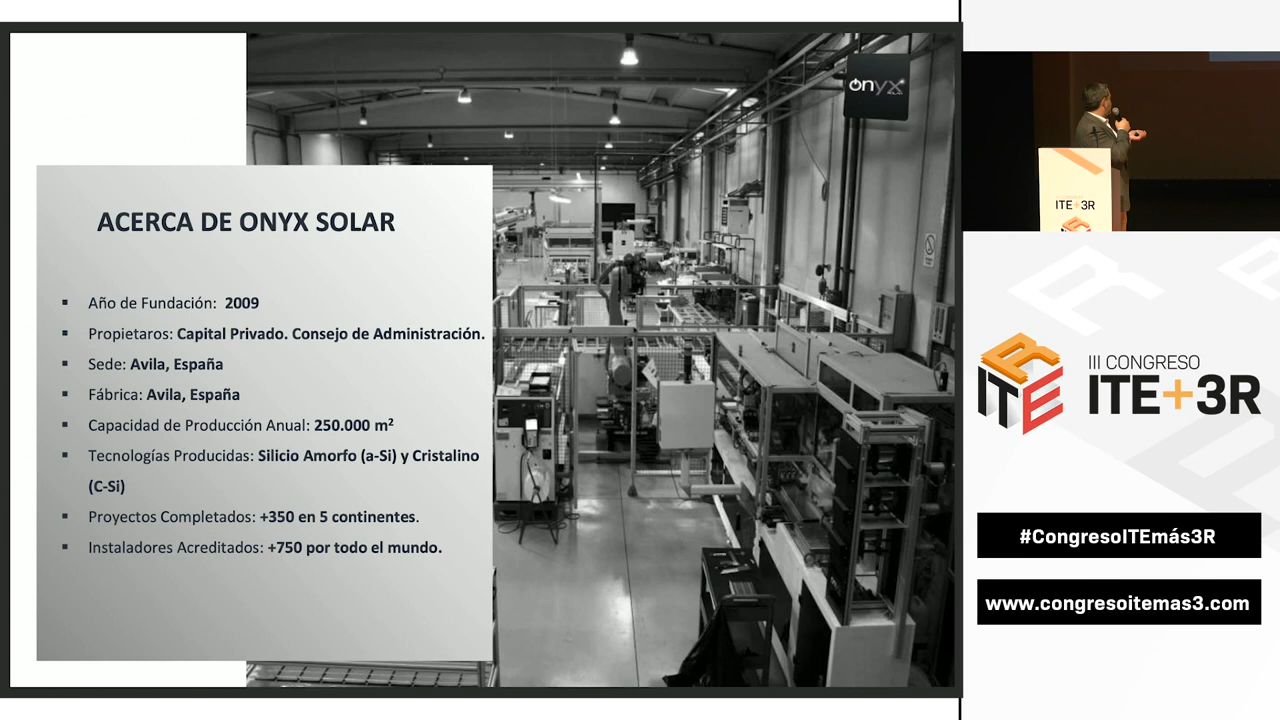 onyx
ACERCA DE ONYX SOLAR
▪ Año de Fundación: 2009
▪ Propietaros: Capital Privado. Consejo de Administración.
▪ Sede: Avila, España
▪ Fábrica: Avila, España
▪ Capacidad de Producción Anual: 250.000 m²
▪ Tecnologías Producidas: Silicio Amorfo (a-Si) y Cristalino
(C-Si)
▪ Proyectos Completados: +350 en 5 continentes.
▪ Instaladores Acreditados: +750 por todo el mundo.
ITE+3R
ITE
R
III CONGRESO
ITE+3R
#CongresoITEmás3R
www.congresoitemas3.com